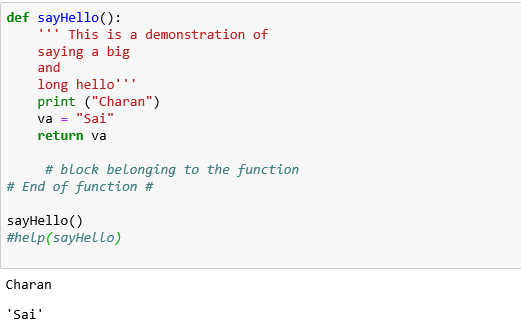 def sayHello():
    ''' This is a demonstration of
    saying a big
    and
    long hello'''
    print ("Charan")
    va = "Sai"
    return va
     # block belonging to the function
# End of function #
sayHello()
#help(sayHello)
Charan
'Sai'